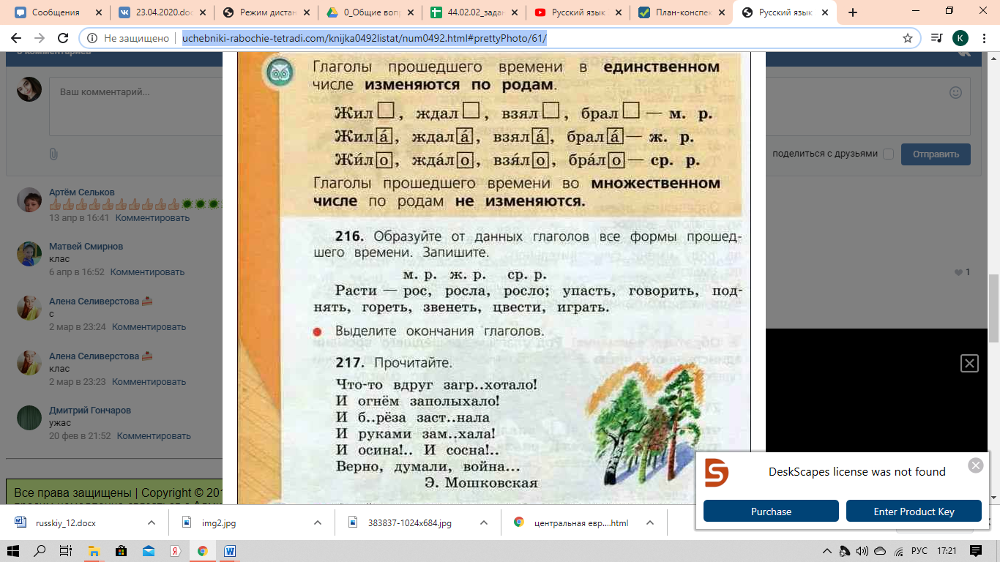 Сообщения
23.04.2020.doc
Режим дистан
0_Общие вопр
44.02.02_зада
Русский язык
План-конспек
Русский язык
Не защищено
uchebniki-rabochie-tetradi.com/knijka0492listat/num0492.html#prettyPhoto/61/
К
Ваш комментарий...
поделиться с друзьями
Отправить
Артём Сельков
13 апр в 16:41 Комментировать
Матвей Смирнов
клас
6 апр в 16:52 Комментировать
Алена Селиверстова
с
2 мар в 23:24 Комментировать
Алена Селиверстова
клас
2 мар в 23:23 Комментировать
Дмитрий Гончаров
ужас
20 фев в 21:52 Комментировать
1
Все права защищены | Copyright © 201
Глаголы прошедшего времени в единственном
числе изменяются по родам.
Жил , ждал , взял , брал — м. р.
Жила́, ждала́, взяла́, брала́ — ж. р.
Жи́ло, жда́ло, взя́ло, бра́ло — ср. р.
Глаголы прошедшего времени во множественном
числе по родам не изменяются.
216. Образуйте от данных глаголов все формы прошед-
шего времени. Запишите.
м. р. ж. р. ср. р.
Расти — рос, росла, росло; упасть, говорить, под-
нять, гореть, звенеть, цвести, играть.
Выделите окончания глаголов.
217. Прочитайте.
Что-то вдруг загр..хотало!
И огнём заполыхало!
И б..рёза заст..нала
И руками зам..хала!
И осина!.. И сосна!..
Верно, думали, война...
Э. Мошковская
DeskScapes license was not found
Purchase
Enter Product Key
russkiy_12.docx
img2.jpg
383837-1024x684.jpg
центральная евр....html
РУС
17:21